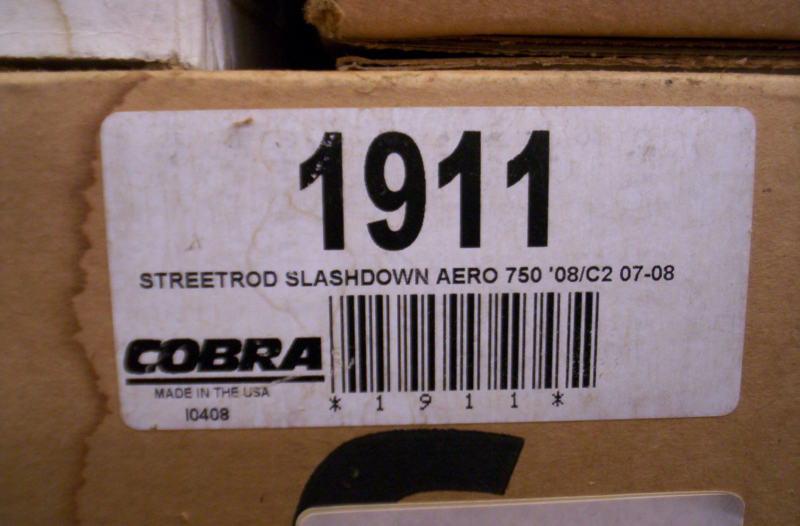 1911
STREETROD SLASHDOWN AERO 750 '08/C2 07-08
COBRA
MADE IN THE USA
I0408
*1911*